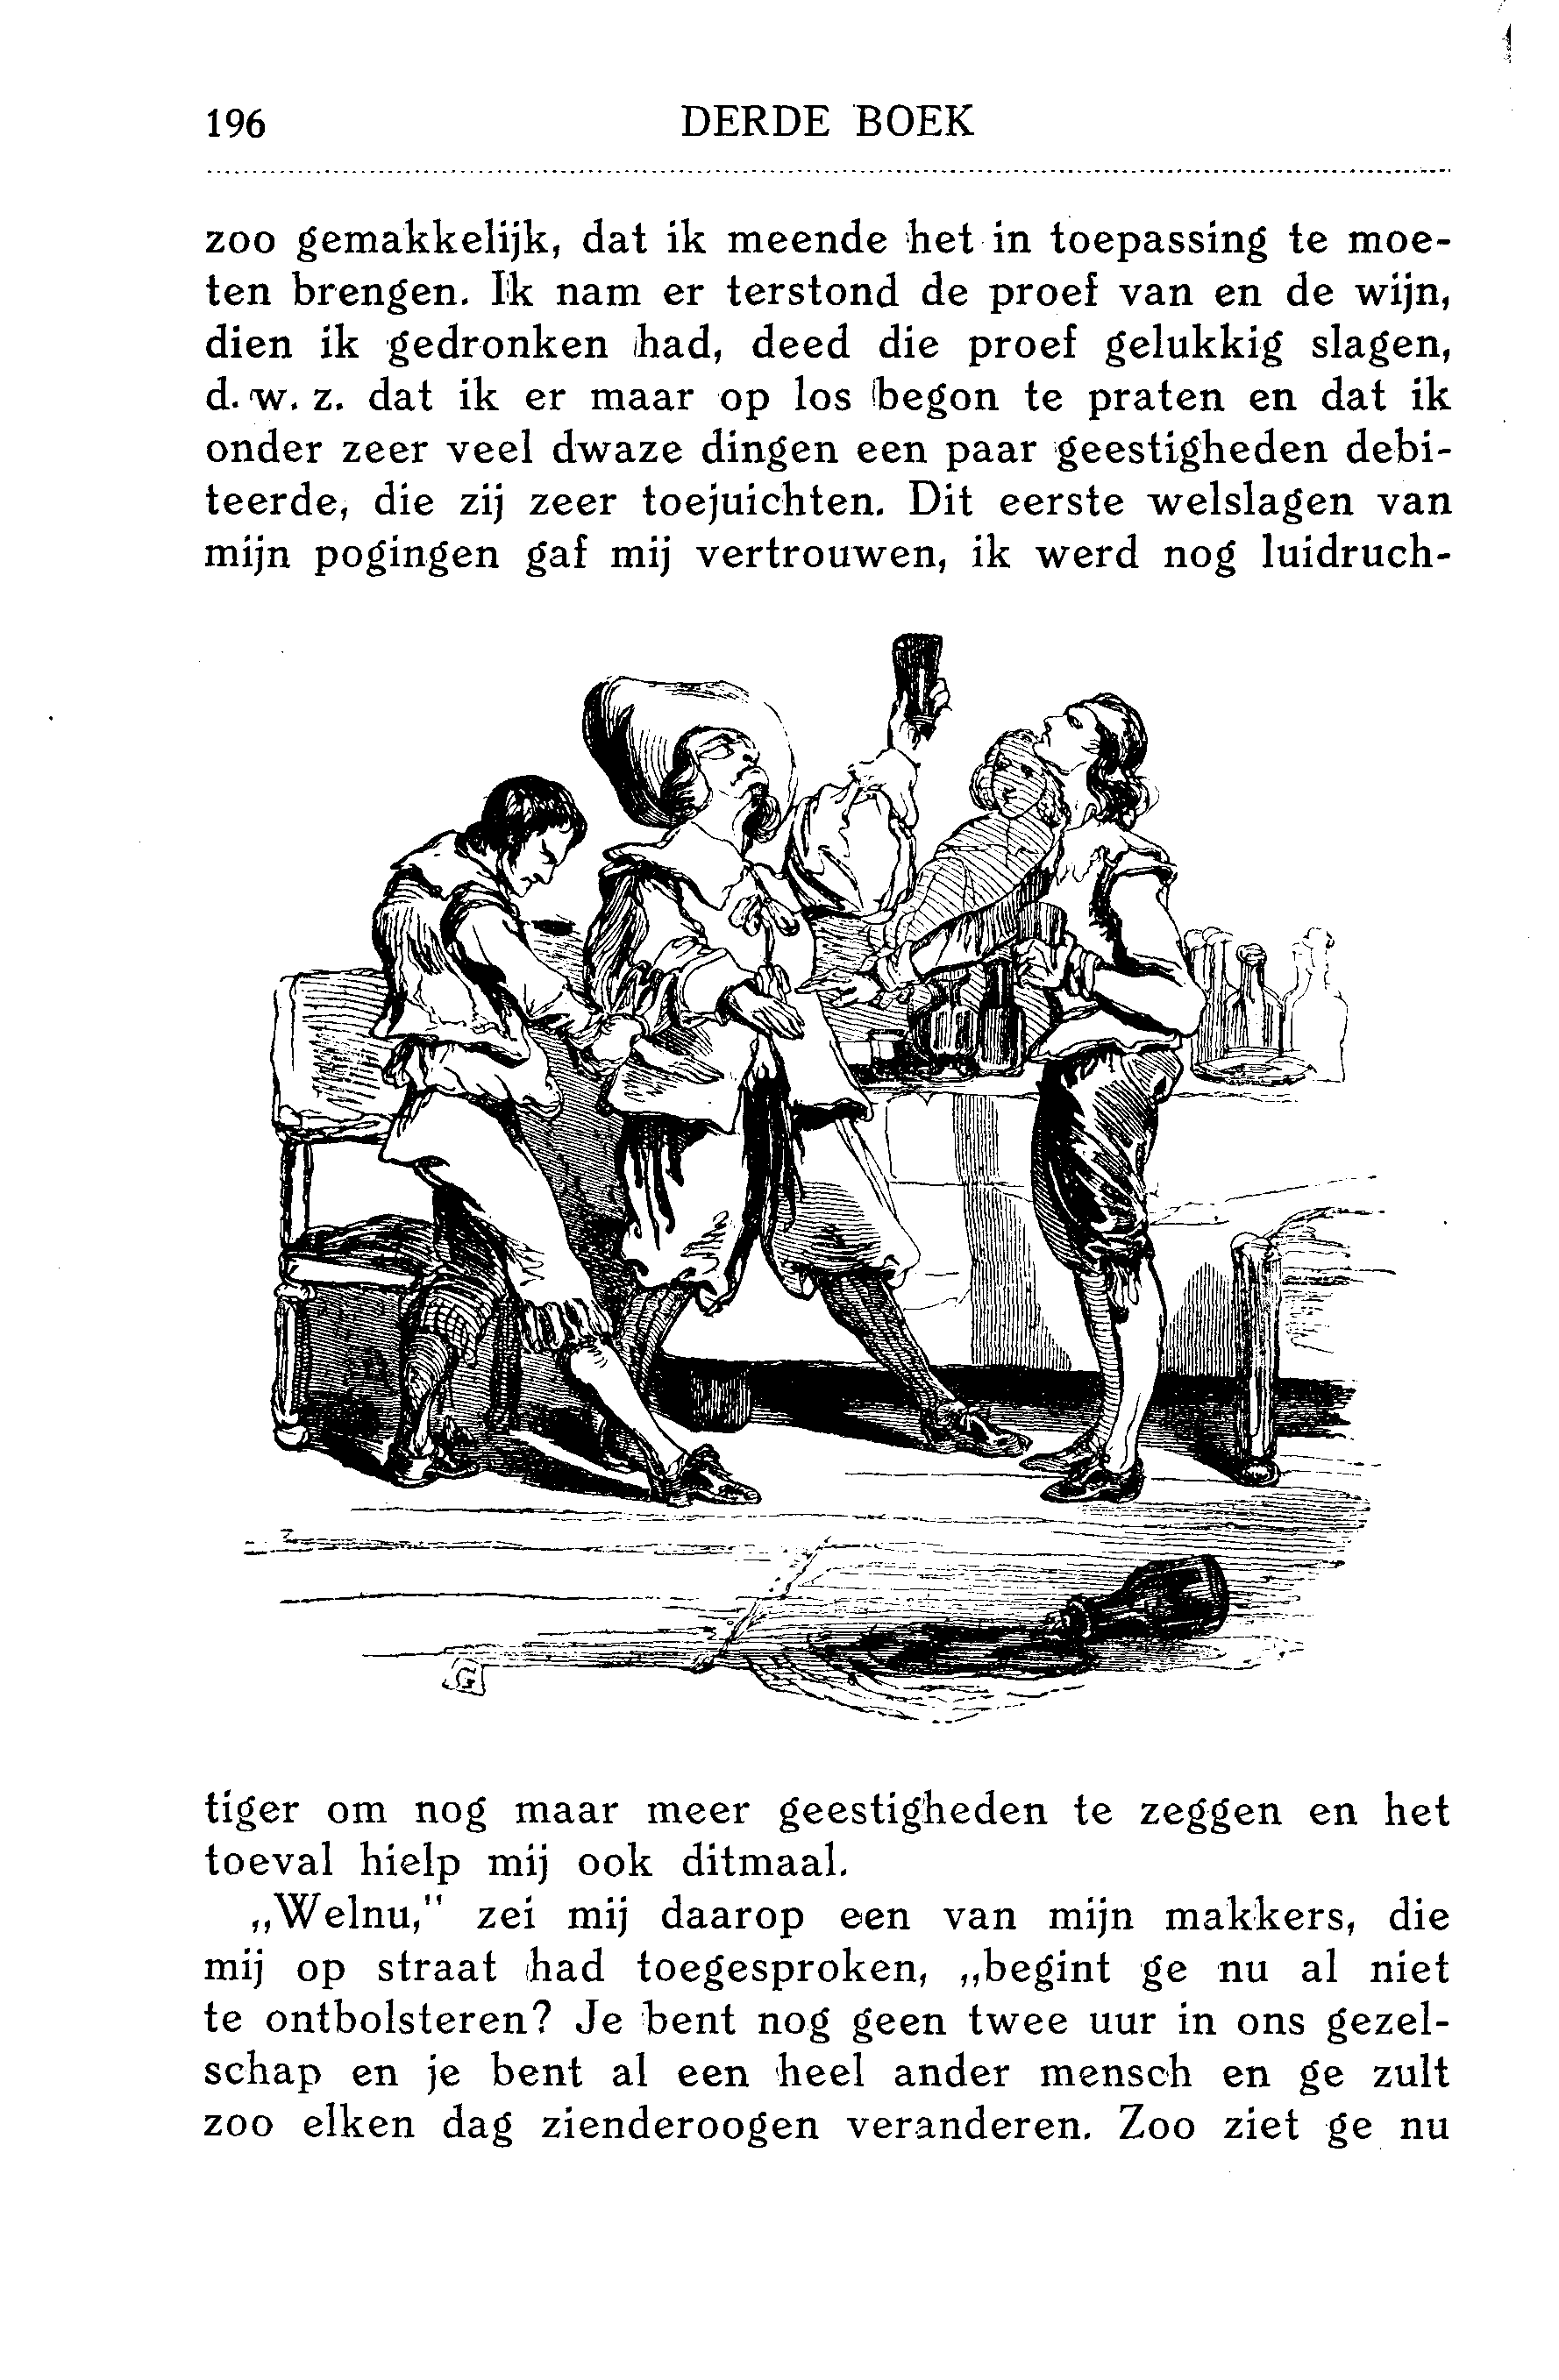 196 DERDE BOEK
zoo gemakkelijk, dat ik meende het in toepassing te moe-
ten brengen. Ik nam er terstond de proef van en de wijn,
dien ik gedronken had, deed die proef gelukkig slagen,
d. w. z. dat ik er maar op los begon te praten en dat ik
onder zeer veel dwaze dingen een paar geestigheden debi-
teerde, die zij zeer toejuichten. Dit eerste welslagen van
mijn pogingen gaf mij vertrouwen, ik werd nog luidruch-
G
tiger om nog maar meer geestigheden te zeggen en het
toeval hielp mij ook ditmaal.
„Welnu," zei mij daarop een van mijn makkers, die
mij op straat had toegesproken, „begint ge nu al niet
te ontbolsteren? Je bent nog geen twee uur in ons gezel-
schap en je bent al een heel ander mensch en ge zult
zoo elken dag zienderoogen veranderen. Zoo ziet ge nu